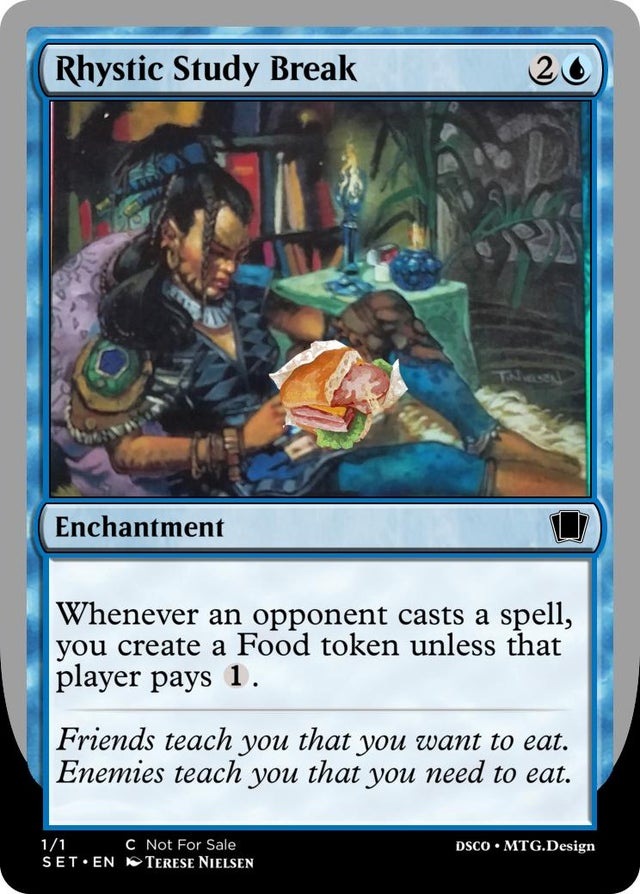 Rhystic Study Break 2
T. Nielsen
Enchantment
Whenever an opponent casts a spell,
you create a Food token unless that
player pays 1.
Friends teach you that you want to eat.
Enemies teach you that you need to eat.
1/1 C Not For Sale DSCO • MTG.Design
SET • EN Terese Nielsen